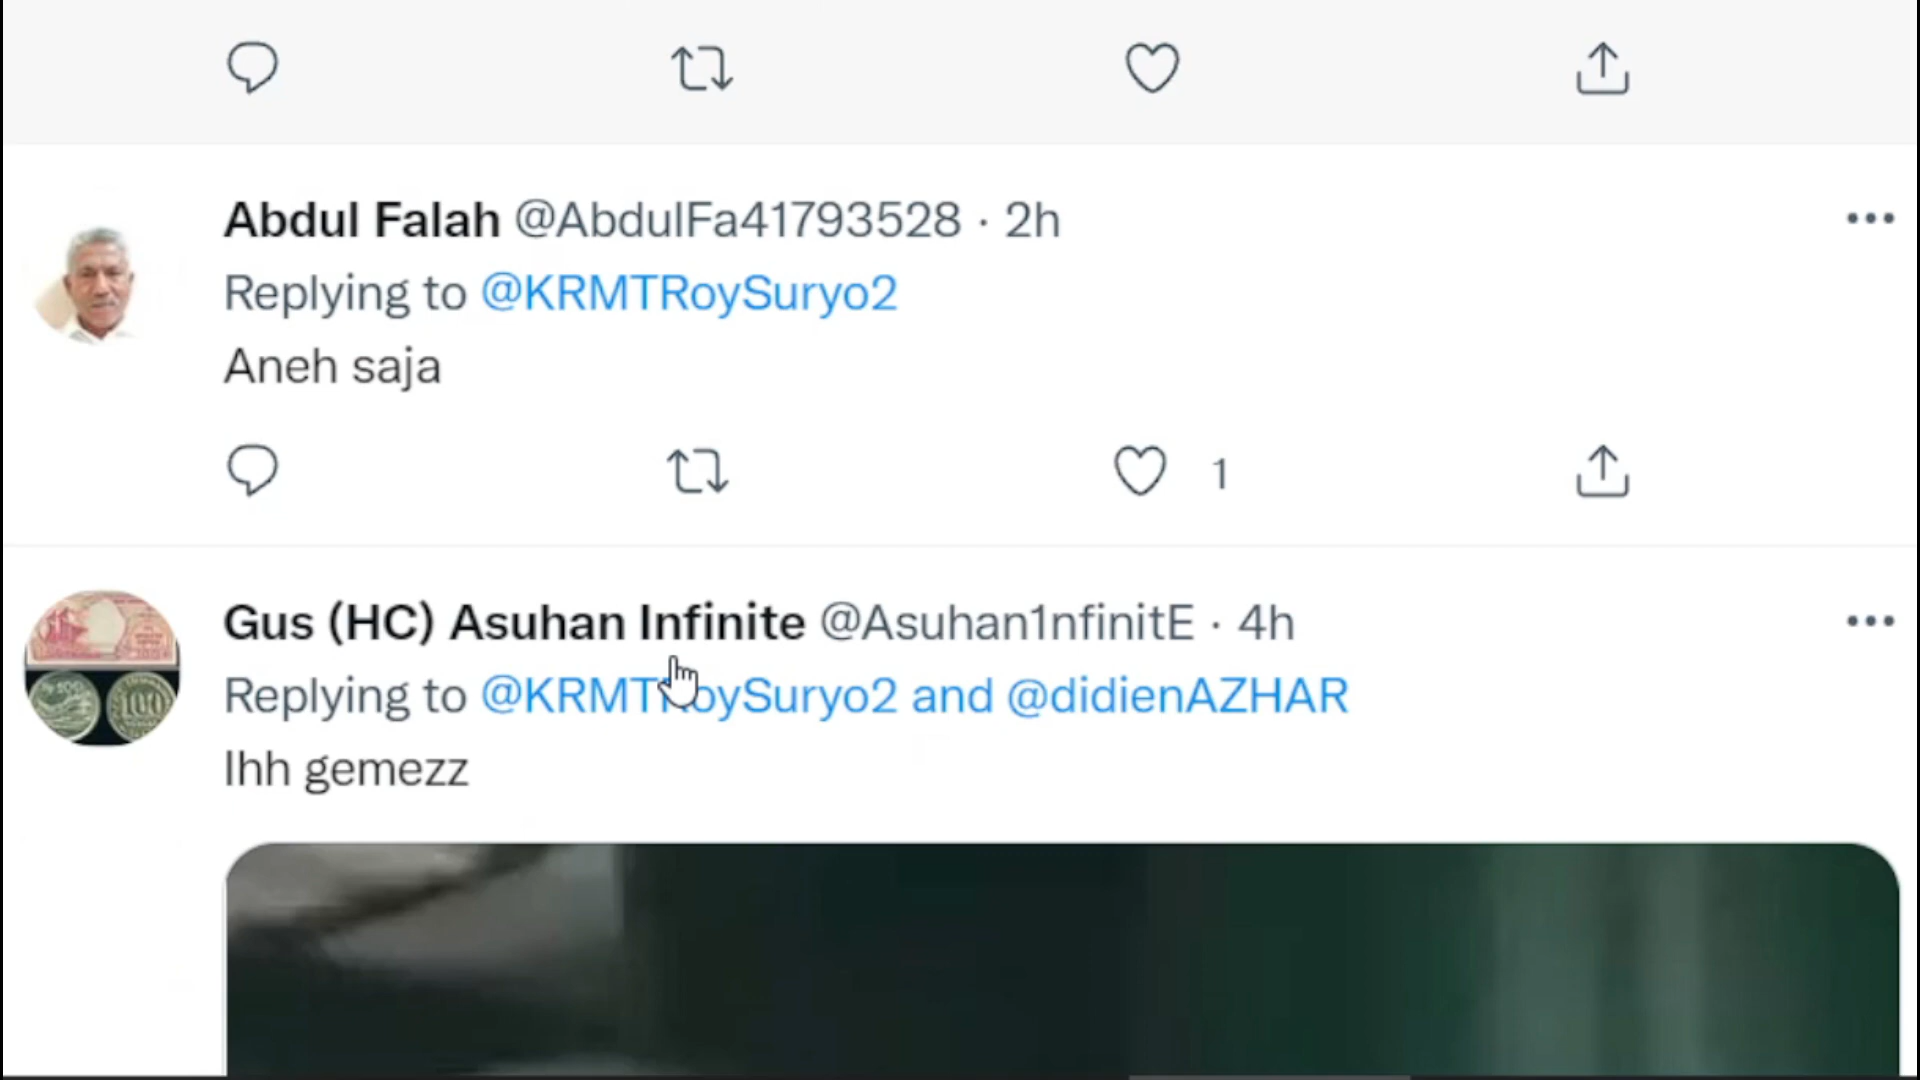 Abdul Falah @AbdulFa41793528 · 2h
Replying to @KRMTRoySuryo2
Aneh saja
1
Gus (HC) Asuhan Infinite @Asuhan1nfinitE · 4h
Replying to @KRMTRoySuryo2 and @didienAZHAR
Ihh gemezz
100